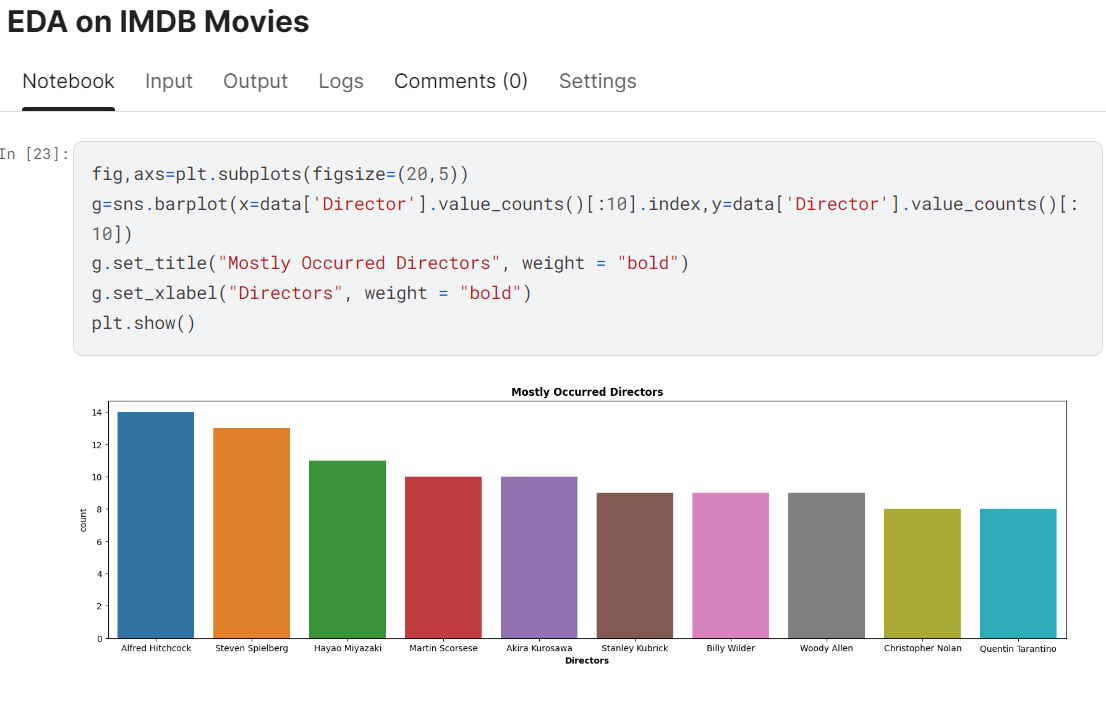 EDA on IMDB Movies
Notebook Input Output Logs Comments (0) Settings
In [23]:
fig,axs=plt.subplots(figsize=(20,5))
g=sns.barplot(x=data['Director'].value_counts()[:10].index,y=data['Director'].value_counts()[:
10])
g.set_title("Mostly Occurred Directors", weight = "bold")
g.set_xlabel("Directors", weight = "bold")
plt.show()
Mostly Occurred Directors
14
12
10
8
6
4
2
0
count
Alfred Hitchcock Steven Spielberg Hayao Miyazaki Martin Scorsese Akira Kurosawa Stanley Kubrick Billy Wilder Woody Allen Christopher Nolan Quentin Tarantino
Directors